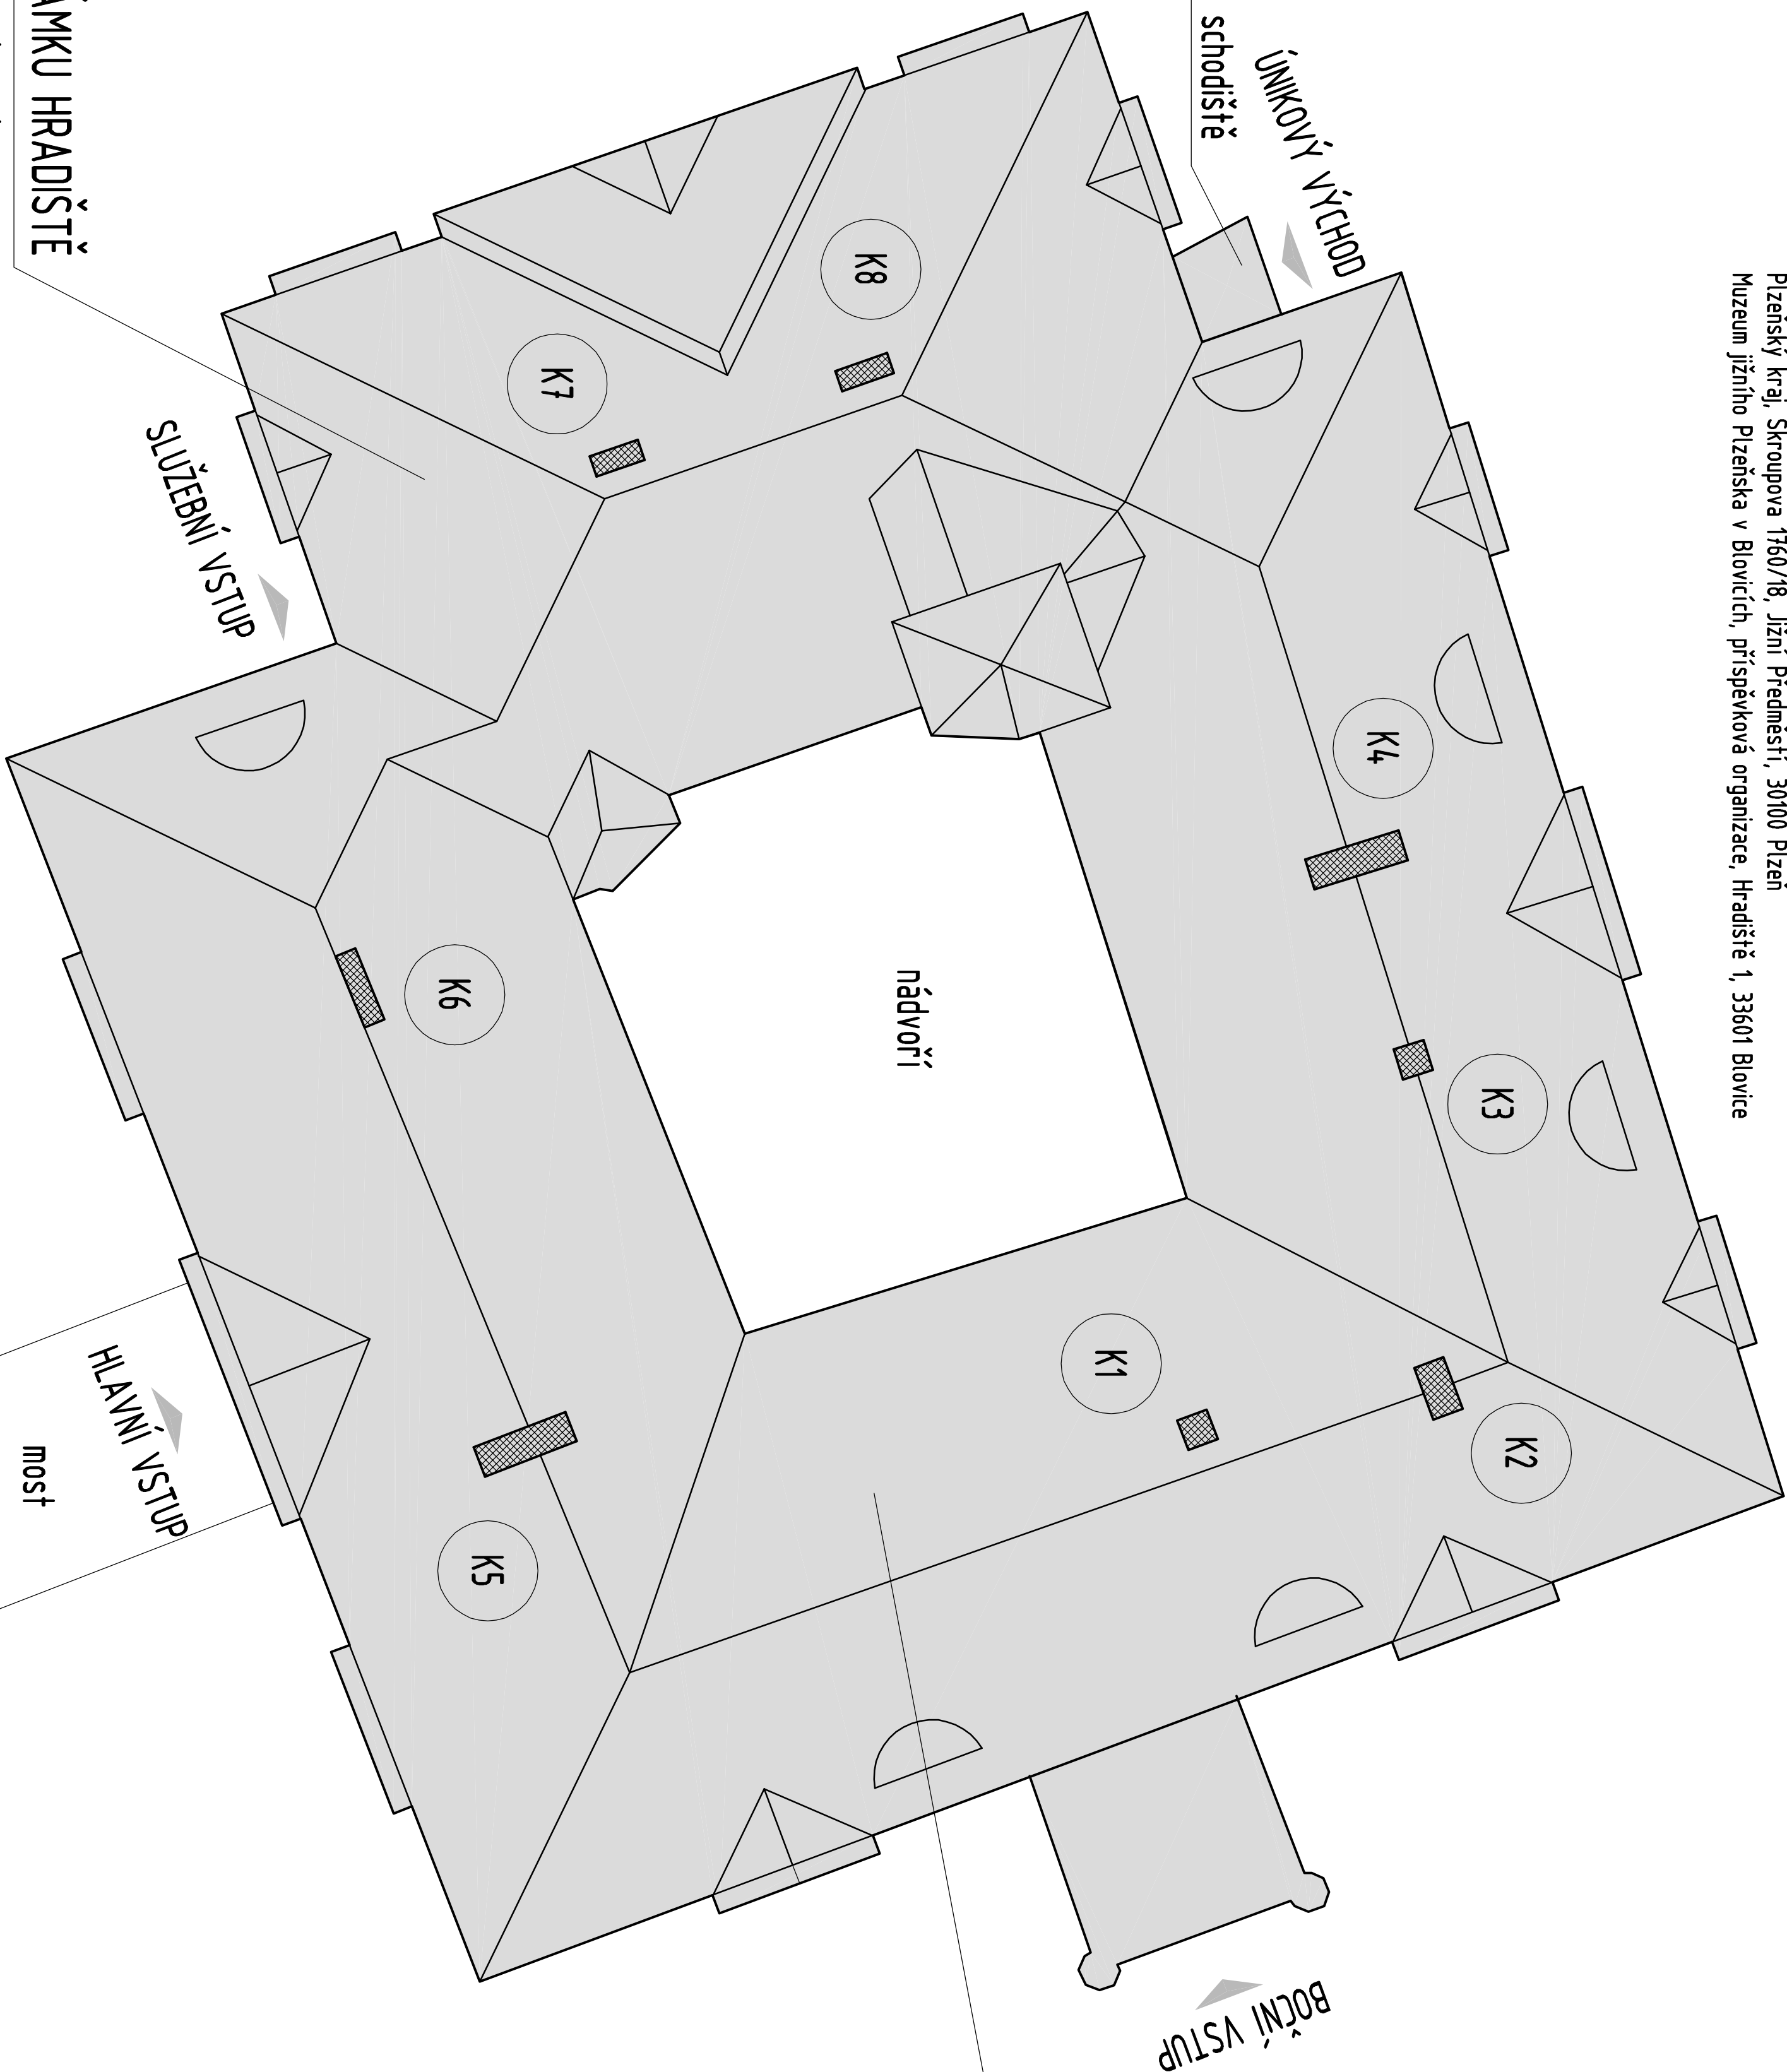 Plzeňský kraj, Škroupova 1760/18, Jižní Předměstí, 30100 Plzeň
Muzeum jižního Plzeňska v Blovicích, příspěvková organizace, Hradiště 1, 33601 Blovice
ÚNIKOVÝ VÝCHOD
schodiště
ÁMKU HRADIŠTĚ
SLUŽEBNÍ VSTUP
K8
K7
K4
K3
K6
nádvoří
K1
K2
K5
HLAVNÍ VSTUP
most
BOČNÍ VSTUP